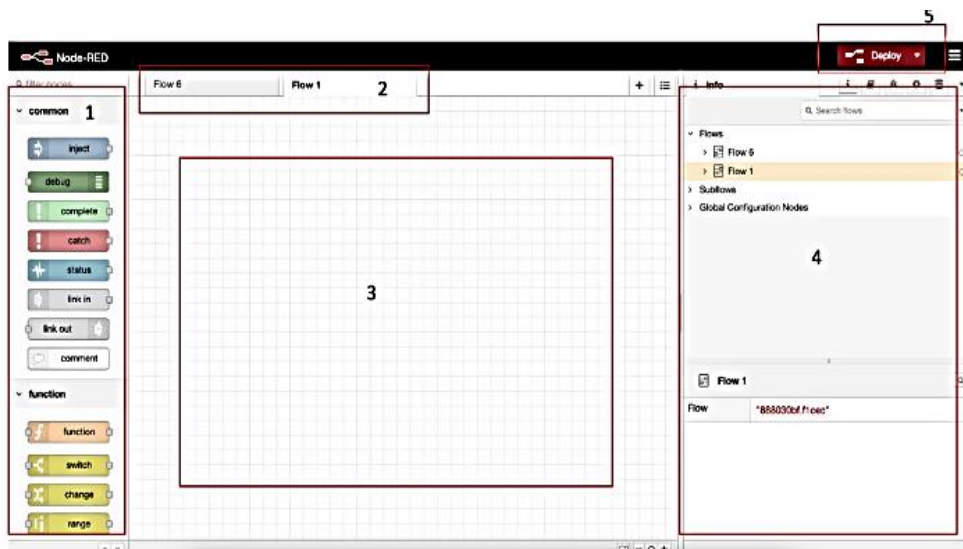 5
Node-RED
Deploy
filter nodes
Flow 6
Flow 1
2
info
i
Search flows
common
1
inject
debug
complete
catch
status
link in
link out
comment
function
function
switch
change
range
3
Flows
Flow 6
Flow 1
Subflows
Global Configuration Nodes
4
Flow 1
Flow